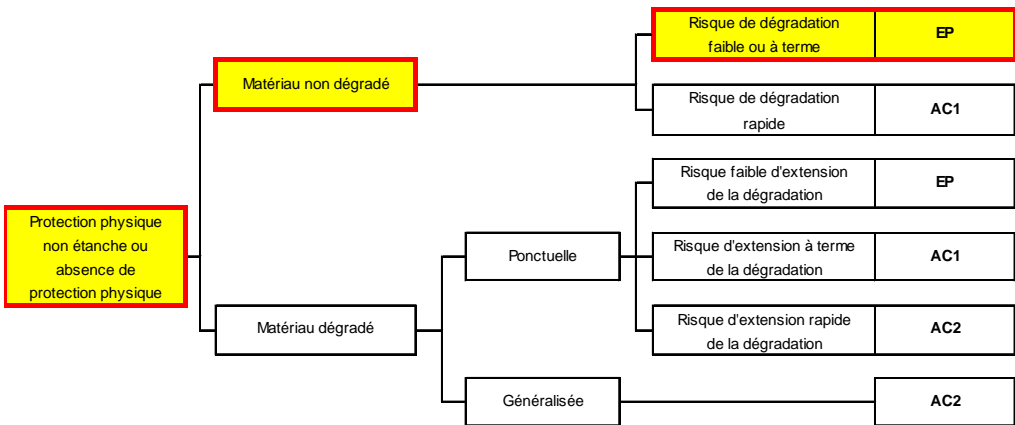 Risque de dégradation
faible ou à terme
EP
Matériau non dégradé
Risque de dégradation
rapide
AC1
Risque faible d'extension
de la dégradation
EP
Protection physique
non étanche ou
absence de
protection physique
Ponctuelle
Risque d'extension à terme
de la dégradation
AC1
Matériau dégradé
Risque d'extension rapide
de la dégradation
AC2
Généralisée
AC2